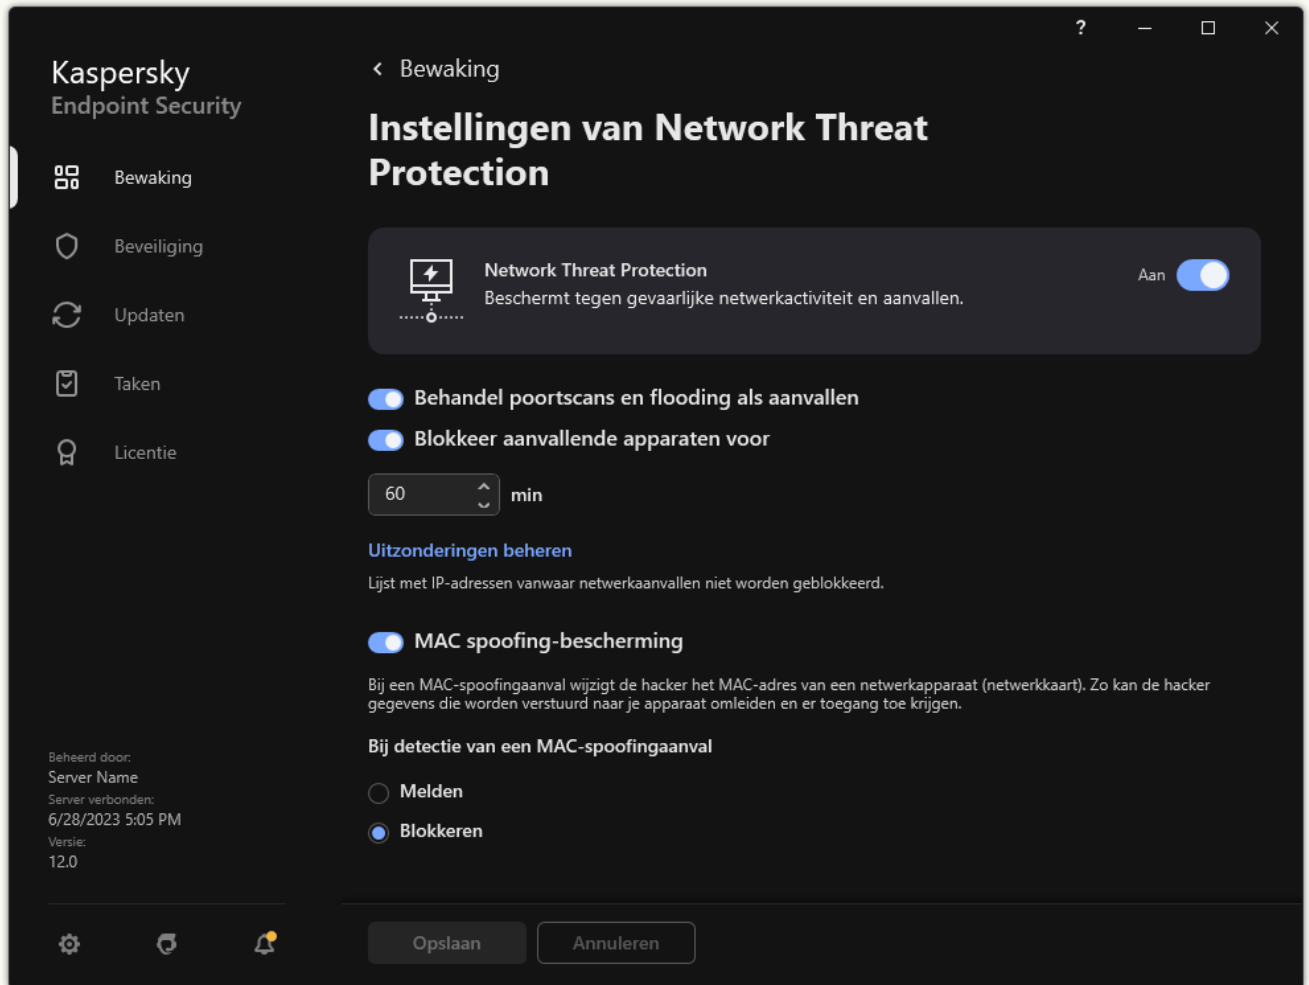 ?
Kaspersky
Endpoint Security
Bewaking
Beveiliging
Updaten
Taken
Licentie
Beheerd door:
Server Name
Server verbonden:
6/28/2023 5:05 PM
Versie:
12.0
Bewaking
Instellingen van Network Threat
Protection
Network Threat Protection
Beschermt tegen gevaarlijke netwerkactiviteit en aanvallen.
Aan
Behandel poortscans en flooding als aanvallen
Blokkeer aanvallende apparaten voor
60 min
Uitzonderingen beheren
Lijst met IP-adressen vanwaar netwerkaanvallen niet worden geblokkeerd.
MAC spoofing-bescherming
Bij een MAC-spoofingaanval wijzigt de hacker het MAC-adres van een netwerkapparaat (netwerkkaart). Zo kan de hacker
gegevens die worden verstuurd naar je apparaat omleiden en er toegang toe krijgen.
Bij detectie van een MAC-spoofingaanval
Melden
Blokkeren
Opslaan
Annuleren